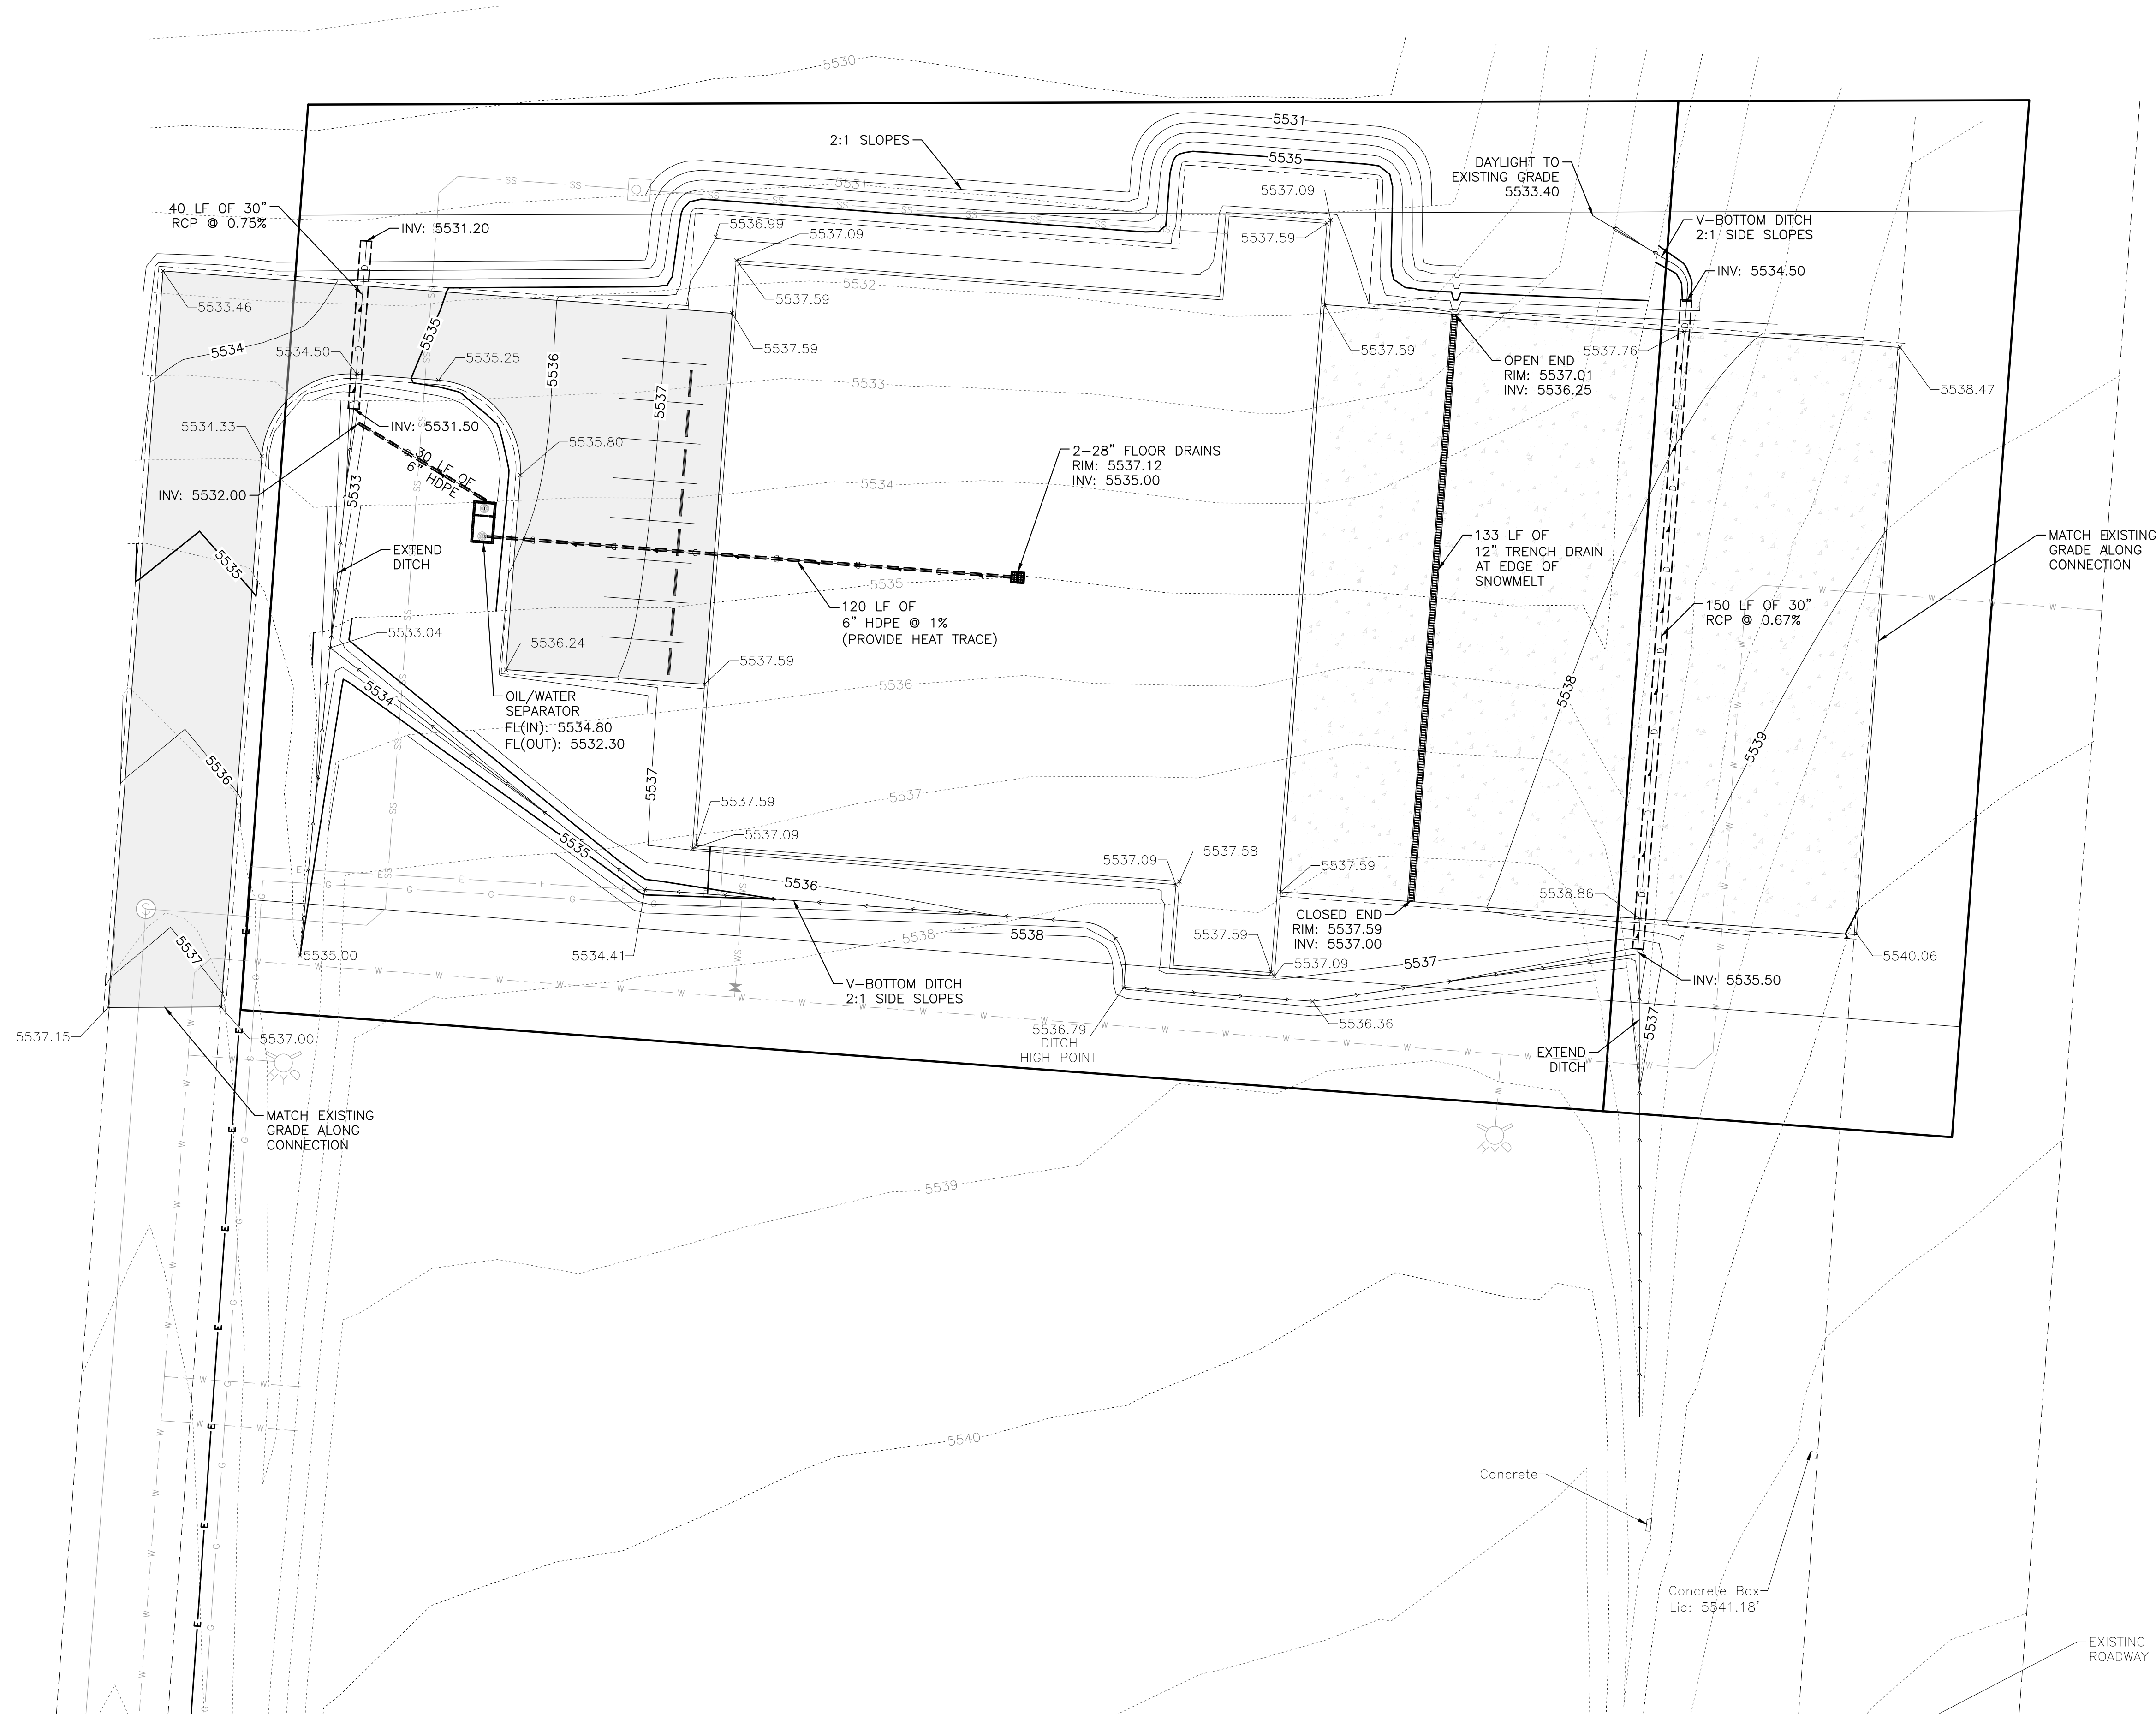 5530
5531
2:1 SLOPES
5535
5531
DAYLIGHT TO
EXISTING GRADE
5533.40
5537.09
V-BOTTOM DITCH
2:1 SIDE SLOPES
40 LF OF 30"
RCP @ 0.75%
INV: 5531.20
5536.99
5537.09
5537.59
INV: 5534.50
5533.46
5537.59
5532
5535
5534
5534.50
5535.25
5536
5537.59
5537
5533
5537.59
OPEN END
RIM: 5537.01
INV: 5536.25
5537.76
5538.47
5534.33
INV: 5531.50
5535.80
30 LF OF
6" HDPE
INV: 5532.00
5533
5534
2-28" FLOOR DRAINS
RIM: 5537.12
INV: 5535.00
EXTEND
DITCH
5535
5535
133 LF OF
12" TRENCH DRAIN
AT EDGE OF
SNOWMELT
MATCH EXISTING
GRADE ALONG
CONNECTION
120 LF OF
6" HDPE @ 1%
(PROVIDE HEAT TRACE)
150 LF OF 30"
RCP @ 0.67%
5533.04
5536.24
5537.59
5536
5534
OIL/WATER
SEPARATOR
FL(IN): 5534.80
FL(OUT): 5532.30
5538
5539
5536
5537
5537
5537.59
5537.09
5535
5537.09
5537.58
5537.59
5536
5538.86
CLOSED END
RIM: 5537.59
INV: 5537.00
5537
5535.00
5534.41
5538
5538
5537.59
5537.09
5537
5540.06
V-BOTTOM DITCH
2:1 SIDE SLOPES
INV: 5535.50
5537.15
5537.00
5536.79
DITCH
HIGH POINT
5536.36
5537
EXTEND
DITCH
HYD
HYD
MATCH EXISTING
GRADE ALONG
CONNECTION
5539
5540
Concrete
Concrete Box
Lid: 5541.18'
EXISTING
ROADWAY